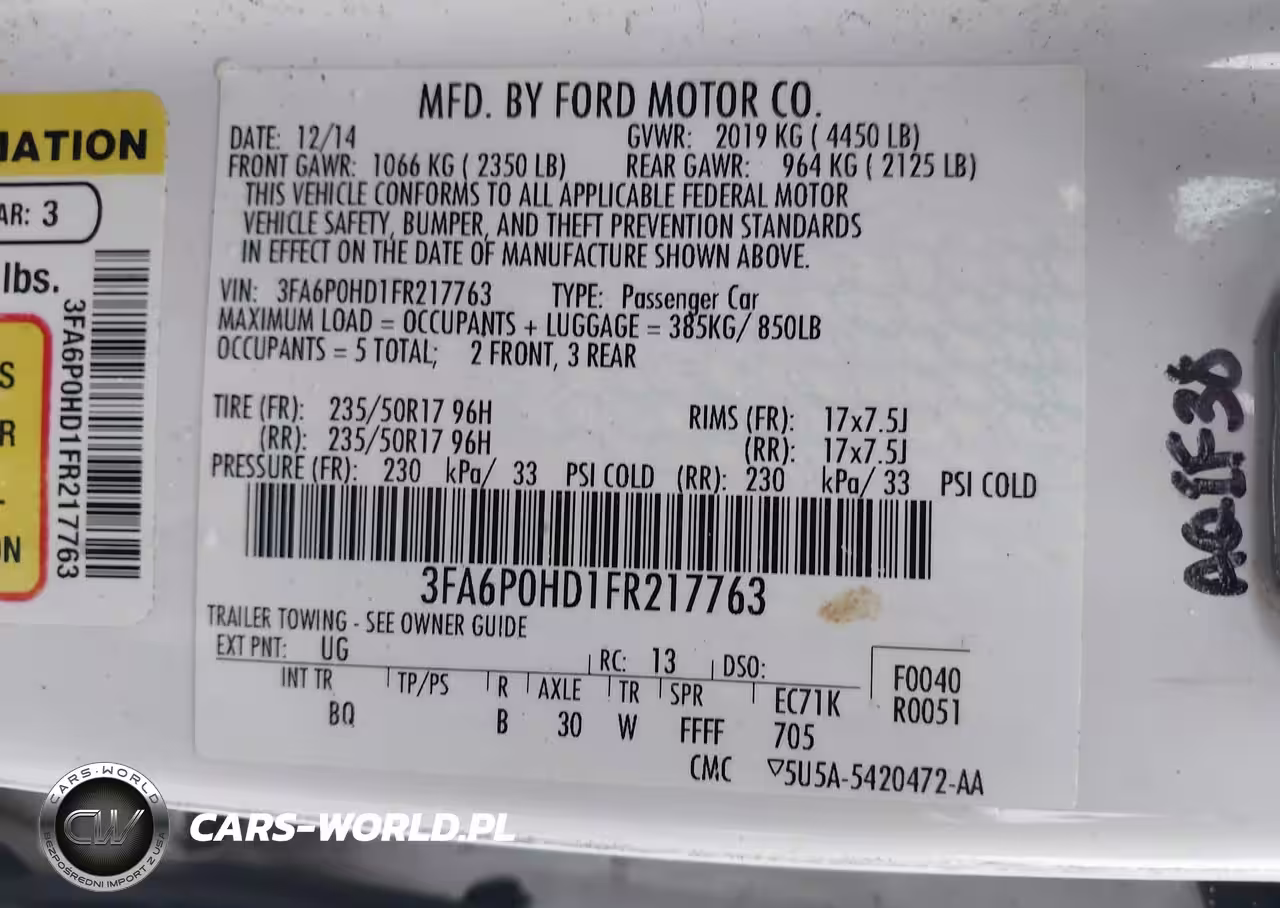 MATION
AR: 3
lbs.
3FA6P0HD1FR217763
S
R
ON
MFD. BY FORD MOTOR CO.
DATE: 12/14 GVWR: 2019 KG ( 4450 LB)
FRONT GAWR: 1066 KG ( 2350 LB) REAR GAWR: 964 KG ( 2125 LB)
THIS VEHICLE CONFORMS TO ALL APPLICABLE FEDERAL MOTOR
VEHICLE SAFETY, BUMPER, AND THEFT PREVENTION STANDARDS
IN EFFECT ON THE DATE OF MANUFACTURE SHOWN ABOVE.
VIN: 3FA6P0HD1FR217763 TYPE: Passenger Car
MAXIMUM LOAD = OCCUPANTS + LUGGAGE = 385KG/ 850LB
OCCUPANTS = 5 TOTAL; 2 FRONT, 3 REAR
TIRE (FR): 235/50R17 96H RIMS (FR): 17x7.5J
(RR): 235/50R17 96H (RR): 17x7.5J
PRESSURE (FR): 230 kPa/ 33 PSI COLD (RR): 230 kPa/ 33 PSI COLD
3FA6P0HD1FR217763
TRAILER TOWING - SEE OWNER GUIDE
EXT PNT: UG RC: 13 DSO: F0040
INT TR TP/PS R AXLE TR SPR EC71K R0051
BQ B 30 W FFFF 705
CMC ▽5U5A-5420472-AA
CARS-WORLD
CW
BEZPOŚREDNI IMPORT Z USA
CARS-WORLD.PL